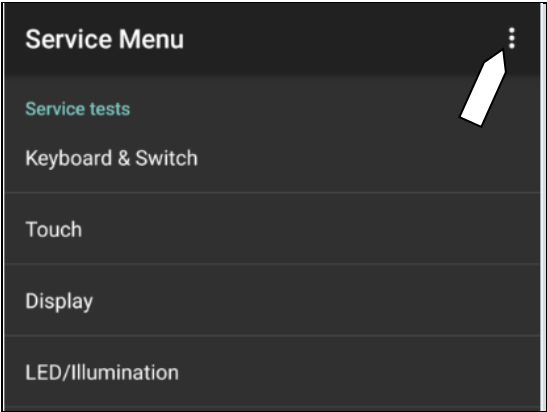 Service Menu
Service tests
Keyboard & Switch
Touch
Display
LED/Illumination